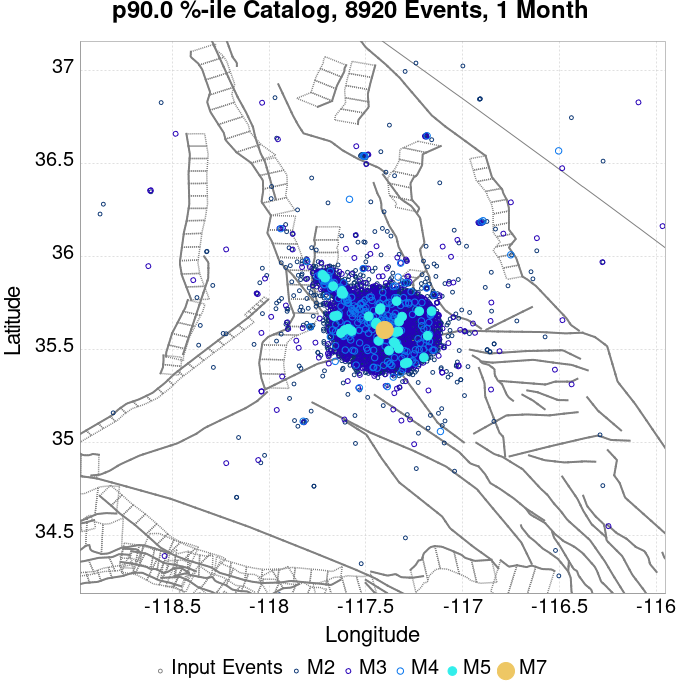 p90.0 %-ile Catalog, 8920 Events, 1 Month
37
36.5
36
35.5
35
34.5
Latitude
-118.5 -118 -117.5 -117 -116.5 -116
Longitude
Input Events M2 M3 M4 M5 M7